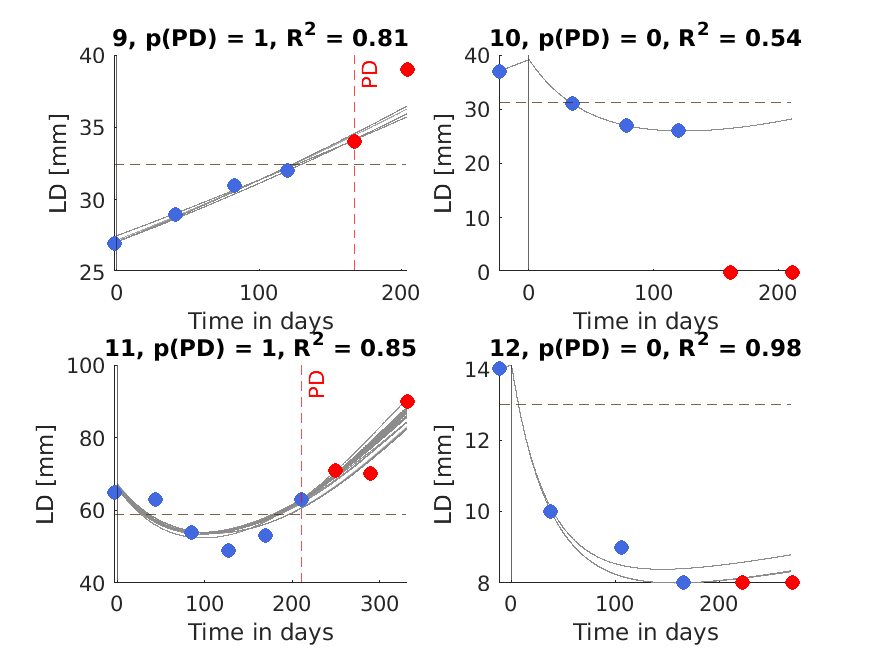 9, p(PD) = 1, R² = 0.81
40
35
30
25
LD [mm]
PD
0
100
200
Time in days
10, p(PD) = 0, R² = 0.54
40
30
20
10
0
LD [mm]
0
100
200
Time in days
11, p(PD) = 1, R² = 0.85
100
80
60
40
LD [mm]
PD
0
100
200
300
Time in days
12, p(PD) = 0, R² = 0.98
14
12
10
8
LD [mm]
0
100
200
Time in days